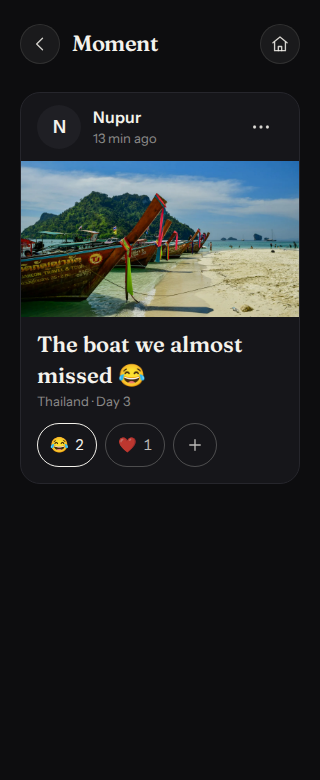 Moment
N
Nupur
13 min ago
The boat we almost
missed 😂
Thailand · Day 3
😂 2
❤️ 1